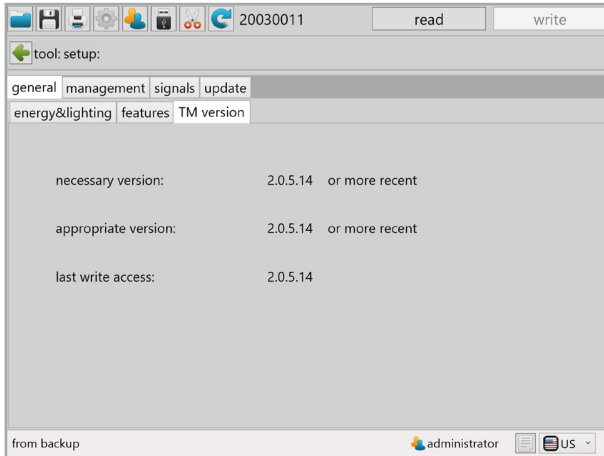 20030011 read write
tool: setup:
general management signals update
energy&lighting features TM version
necessary version: 2.0.5.14 or more recent
appropriate version: 2.0.5.14 or more recent
last write access: 2.0.5.14
from backup administrator US